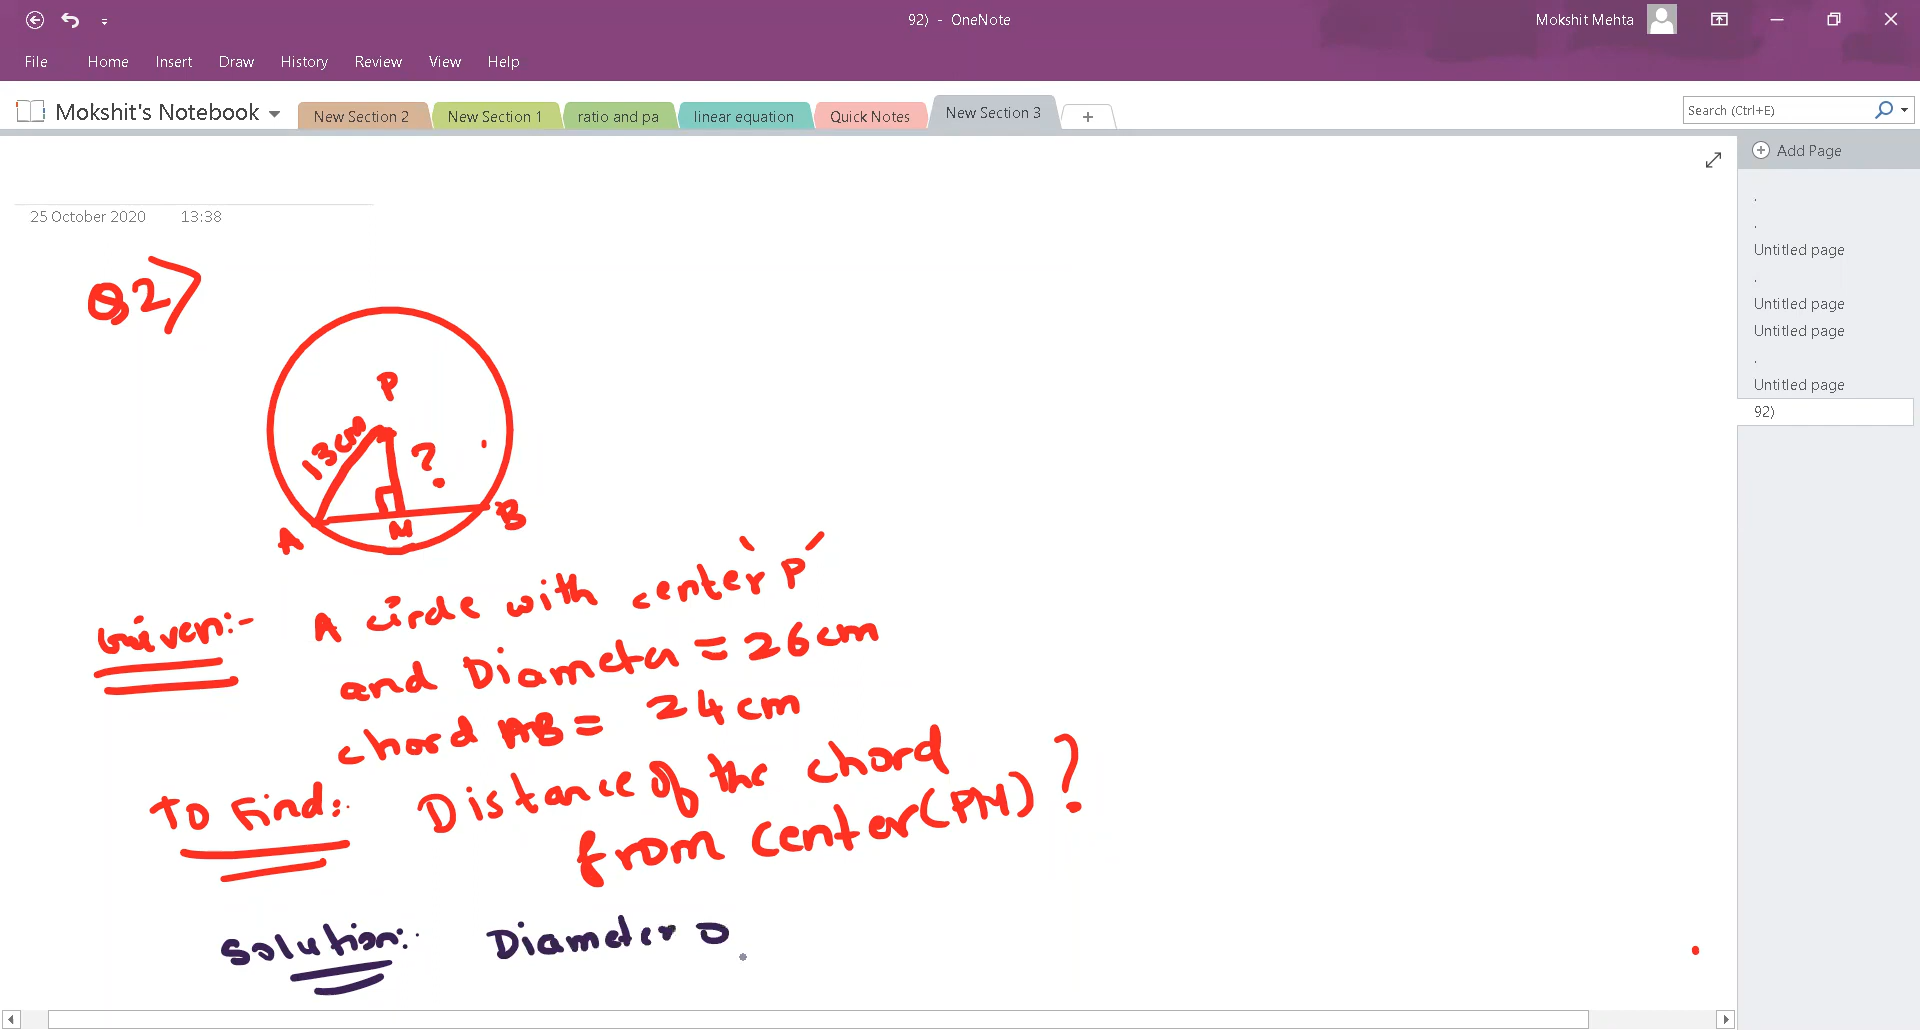 92) - OneNote
Mokshit Mehta
File Home Insert Draw History Review View Help
Mokshit's Notebook
New Section 2 New Section 1 ratio and pa linear equation Quick Notes New Section 3 +
Search (Ctrl+E)
Add Page
.
.
Untitled page
.
Untitled page
Untitled page
.
Untitled page
92)
25 October 2020 13:38
Q2)
P
13cm
?
A M B
Given:- A circle with center 'P'
and Diameter = 26cm
chord AB = 24cm
To Find: Distance of the chord
from center (PM) ?
Solution: Diameter